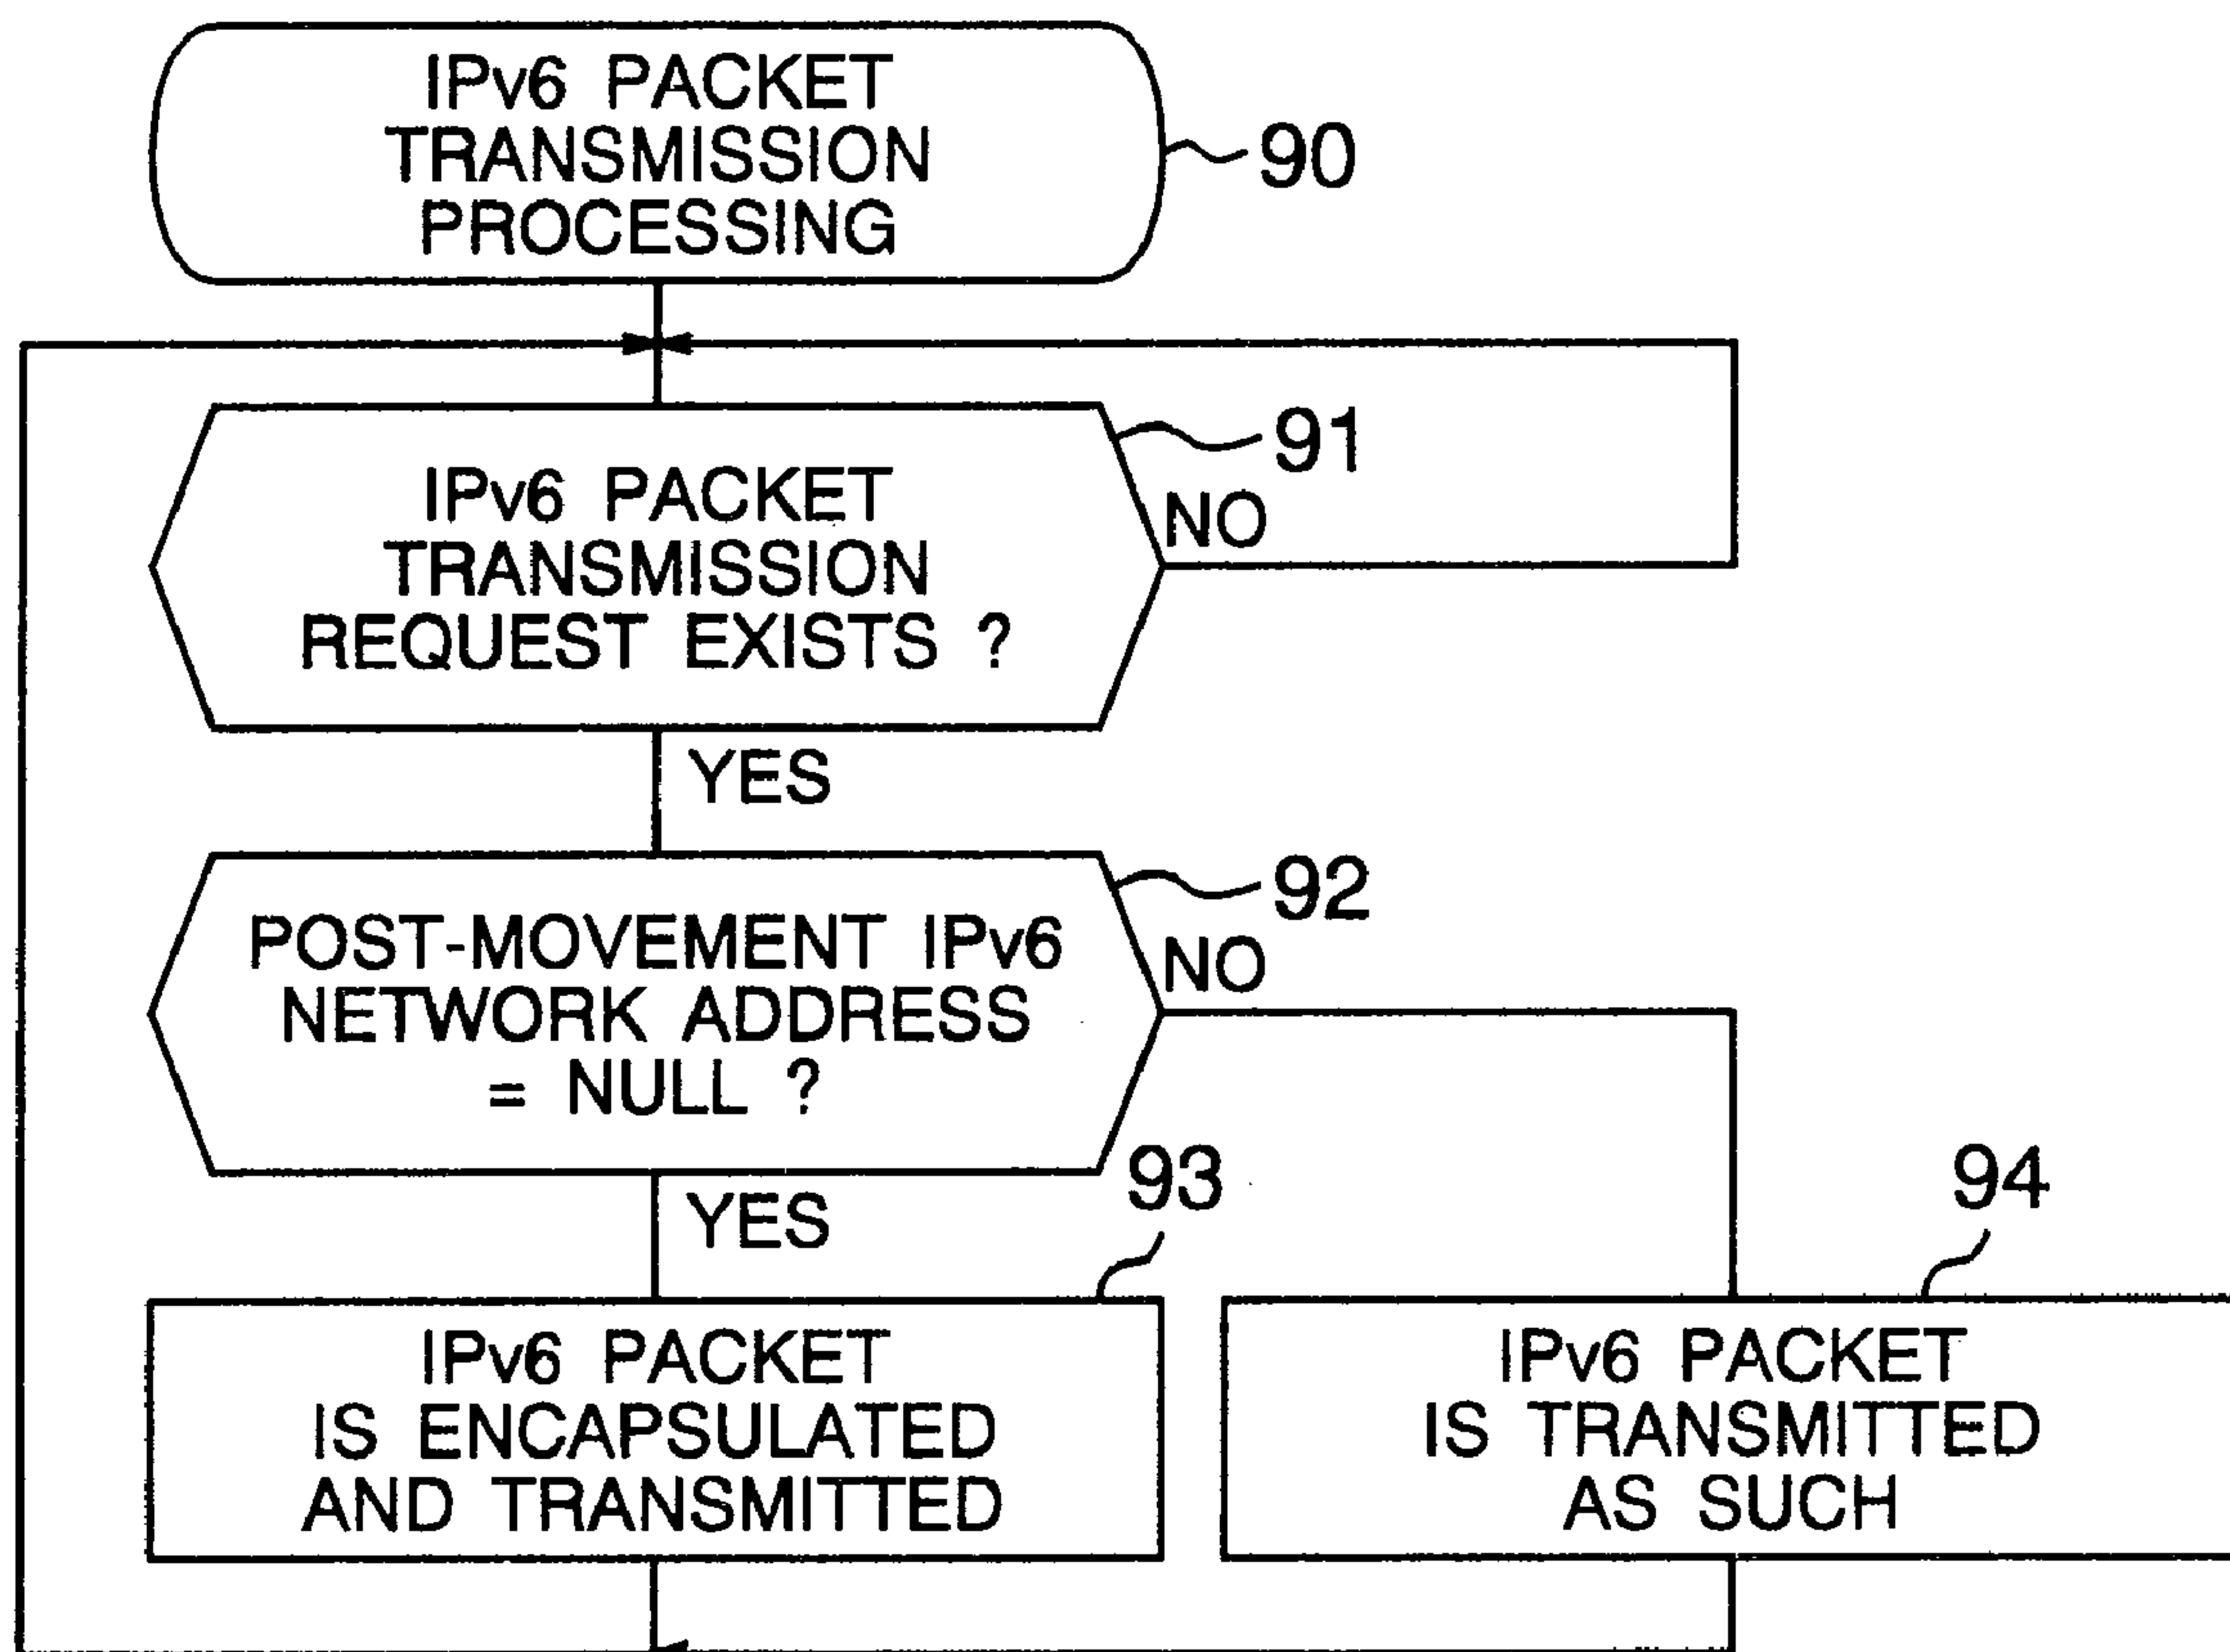 IPv6 PACKET
TRANSMISSION
PROCESSING
90
IPv6 PACKET
TRANSMISSION
REQUEST EXISTS ?
91
NO
YES
POST-MOVEMENT IPv6
NETWORK ADDRESS
= NULL ?
92
NO
YES
93
IPv6 PACKET
IS ENCAPSULATED
AND TRANSMITTED
94
IPv6 PACKET
IS TRANSMITTED
AS SUCH